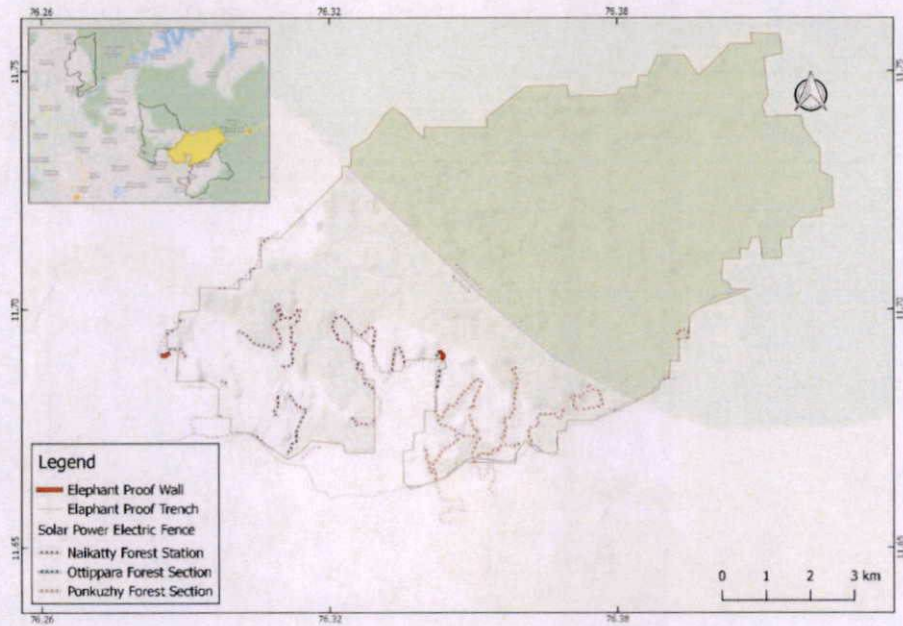 76.26
76.32
76.38
11.75
11.75
11.70
11.70
11.65
11.65
Legend
Elephant Proof Wall
Elaphant Proof Trench
Solar Power Electric Fence
Naikatty Forest Station
Ottippara Forest Section
Ponkuzhy Forest Section
0 1 2 3 km
76.26
76.32
76.38